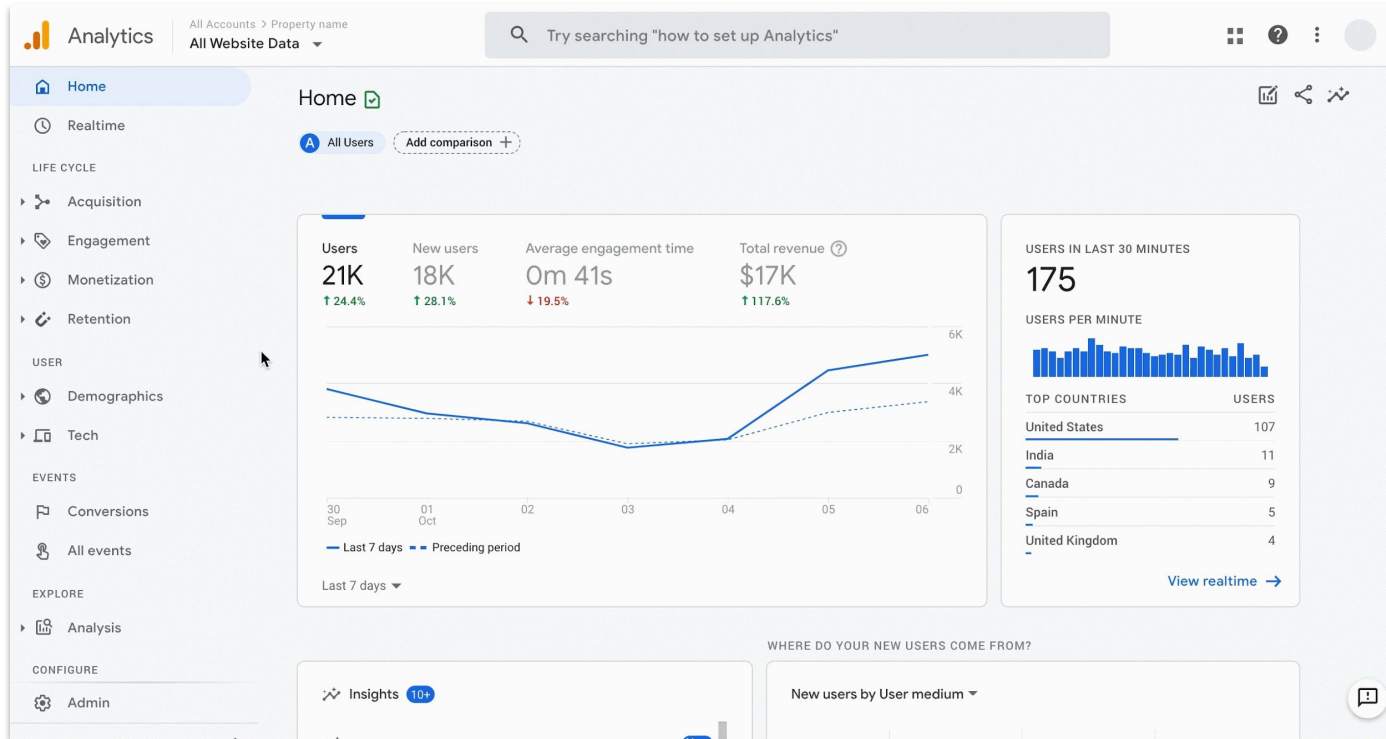 Analytics
All Accounts > Property name
All Website Data
Try searching "how to set up Analytics"
Home
Realtime
LIFE CYCLE
Acquisition
Engagement
Monetization
Retention
USER
Demographics
Tech
EVENTS
Conversions
All events
EXPLORE
Analysis
CONFIGURE
Admin
Home
A All Users
Add comparison +
Users
21K
↑ 24.4%
New users
18K
↑ 28.1%
Average engagement time
0m 41s
↓ 19.5%
Total revenue
$17K
↑ 117.6%
6K
4K
2K
0
30 Sep
01 Oct
02
03
04
05
06
Last 7 days
Preceding period
Last 7 days
USERS IN LAST 30 MINUTES
175
USERS PER MINUTE
TOP COUNTRIES USERS
United States 107
India 11
Canada 9
Spain 5
United Kingdom 4
View realtime →
Insights 10+
WHERE DO YOUR NEW USERS COME FROM?
New users by User medium